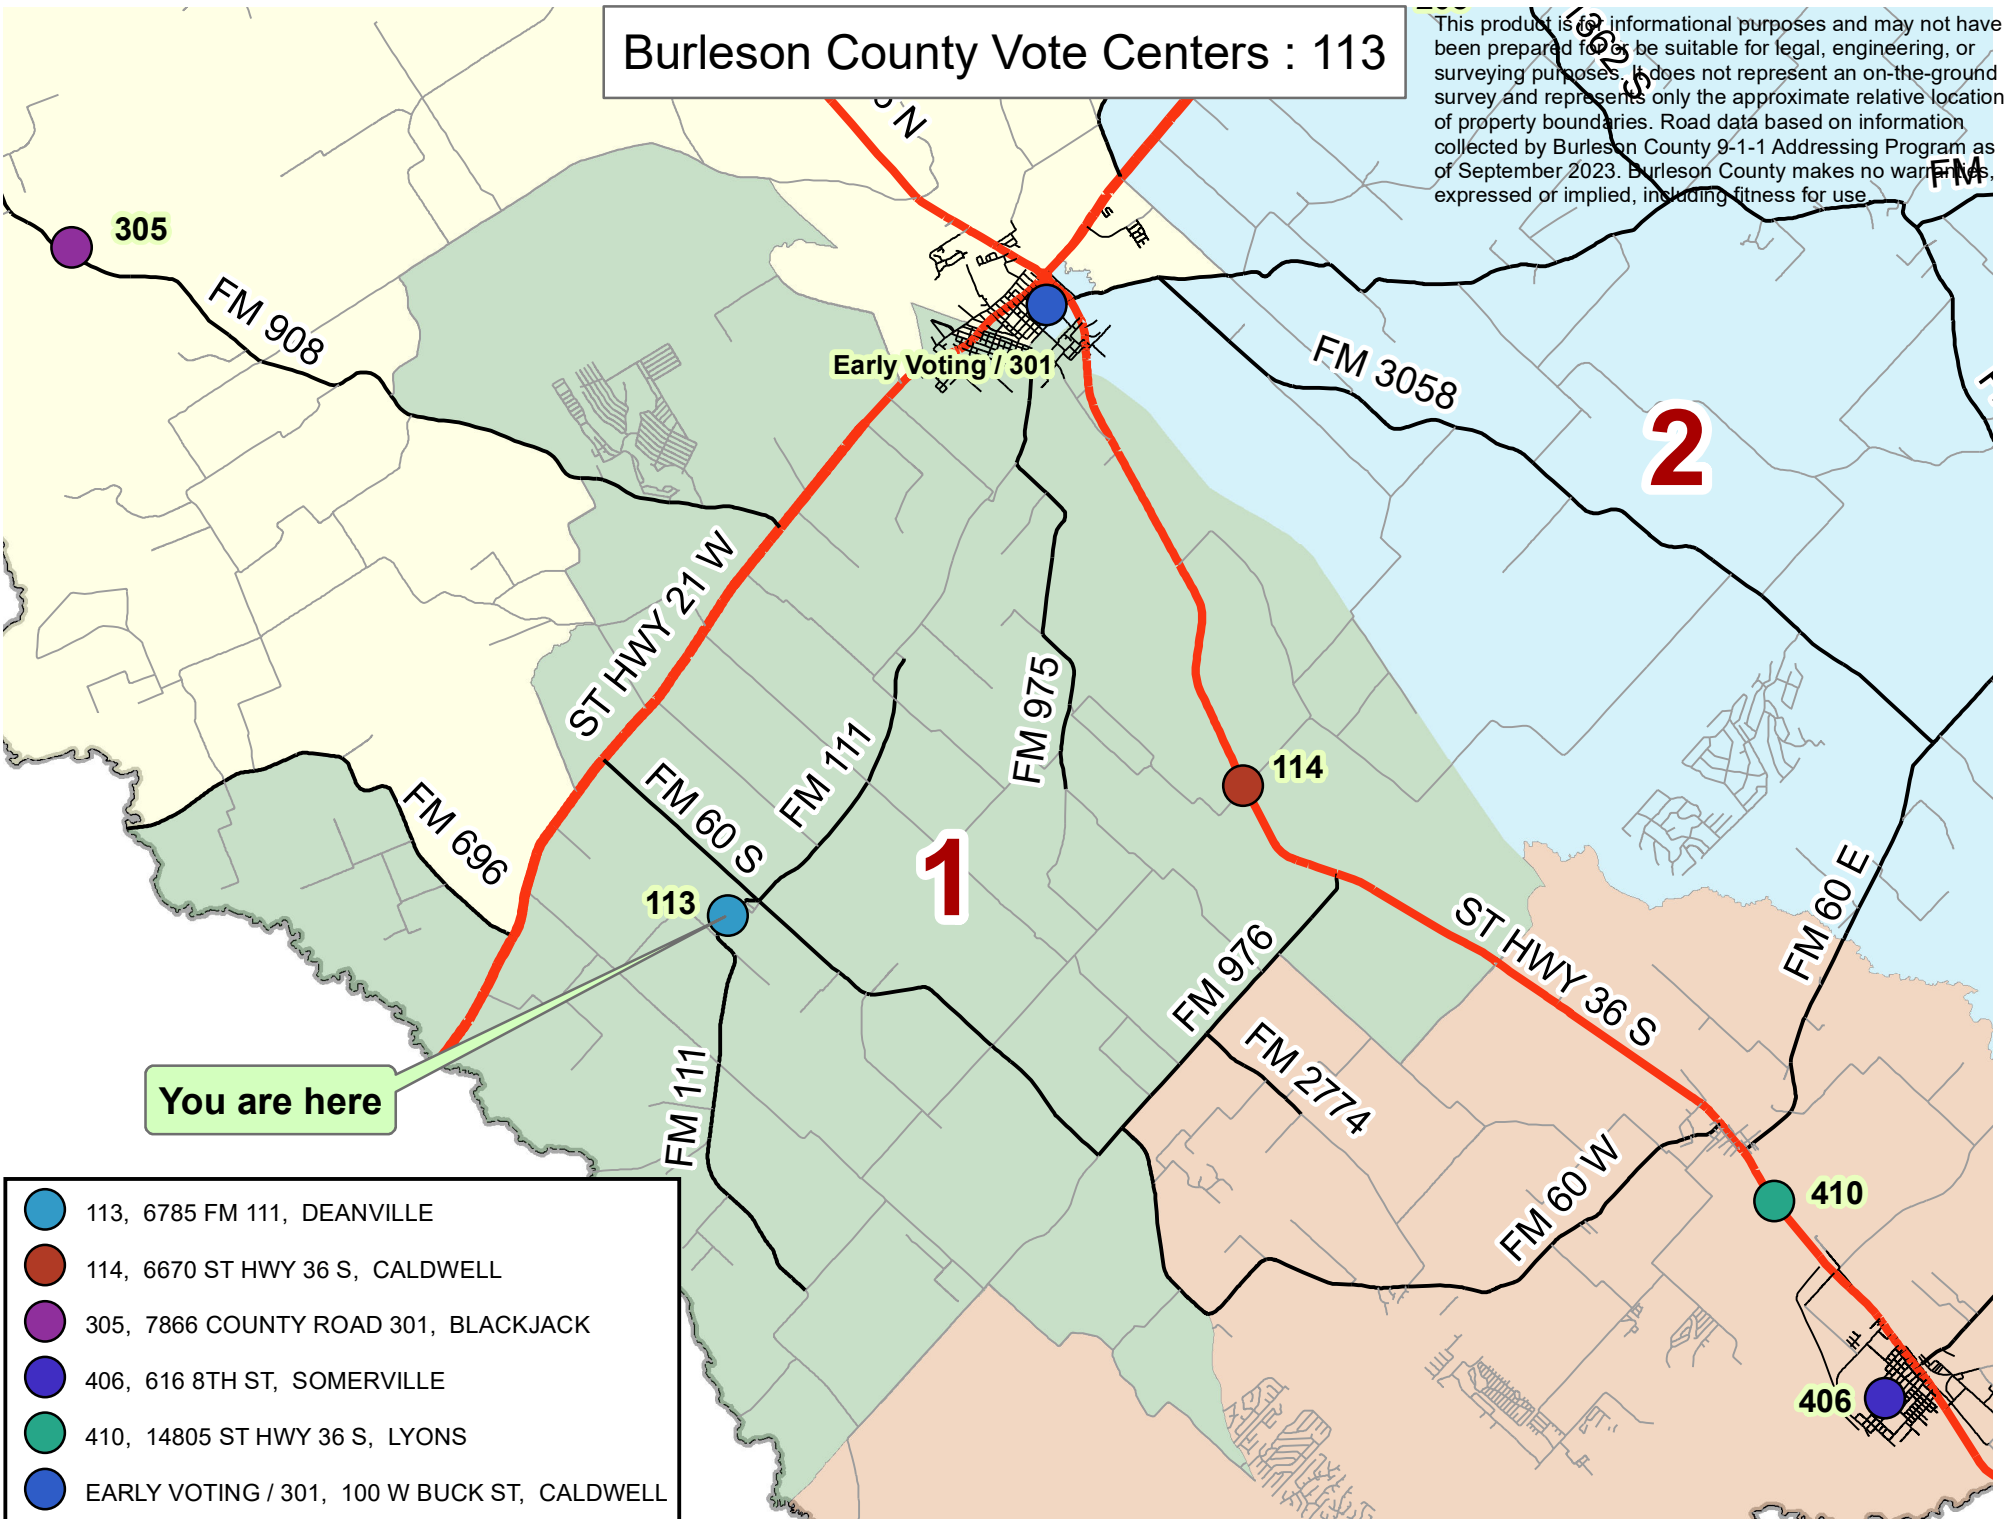 Burleson County Vote Centers : 113
This product is for informational purposes and may not have
been prepared for or be suitable for legal, engineering, or
surveying purposes. It does not represent an on-the-ground
survey and represents only the approximate relative location
of property boundaries. Road data based on information
collected by Burleson County 9-1-1 Addressing Program as
of September 2023. Burleson County makes no warranties,
expressed or implied, including fitness for use.
1362 S
FM
N
305
FM 908
Early Voting / 301
FM 3058
2
ST HWY 21 W
FM 975
FM 111
114
FM 60 S
FM 696
1
113
FM 60 E
ST HWY 36 S
FM 976
FM 2774
You are here
FM 111
FM 60 W
410
406
113, 6785 FM 111, DEANVILLE
114, 6670 ST HWY 36 S, CALDWELL
305, 7866 COUNTY ROAD 301, BLACKJACK
406, 616 8TH ST, SOMERVILLE
410, 14805 ST HWY 36 S, LYONS
EARLY VOTING / 301, 100 W BUCK ST, CALDWELL